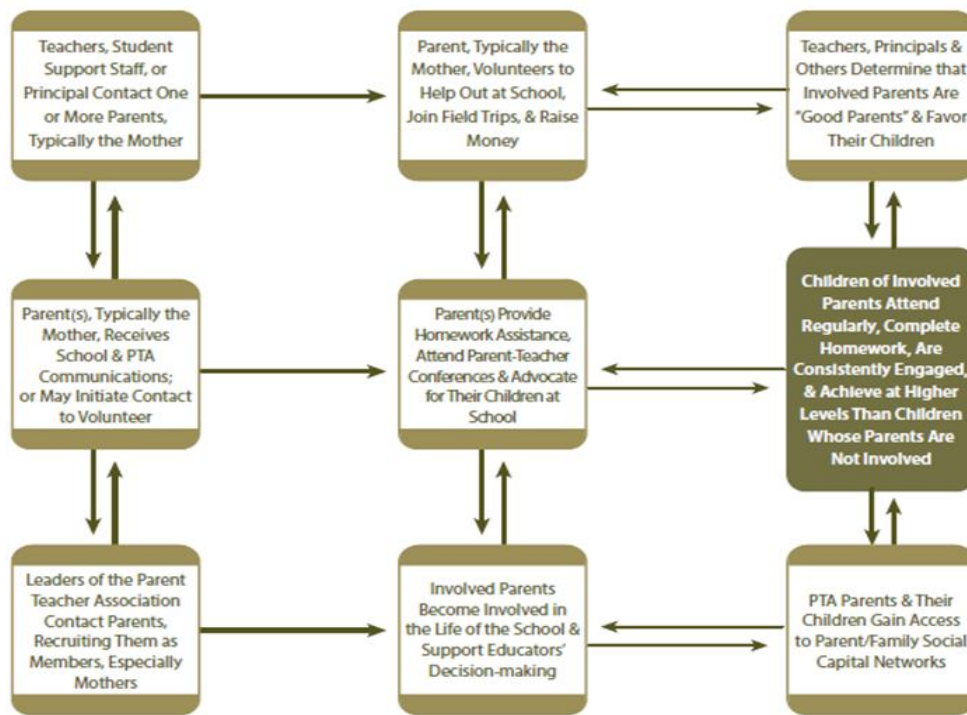 Teachers, Student
Support Staff, or
Principal Contact One
or More Parents,
Typically the Mother
Parent, Typically the
Mother, Volunteers to
Help Out at School,
Join Field Trips, & Raise
Money
Teachers, Principals &
Others Determine that
Involved Parents Are
"Good Parents" & Favor
Their Children
Parent(s), Typically the
Mother, Receives
School & PTA
Communications;
or May Initiate Contact
to Volunteer
Parent(s) Provide
Homework Assistance,
Attend Parent-Teacher
Conferences & Advocate
for Their Children at
School
Children of Involved
Parents Attend
Regularly, Complete
Homework, Are
Consistently Engaged,
& Achieve at Higher
Levels Than Children
Whose Parents Are
Not Involved
Leaders of the Parent
Teacher Association
Contact Parents,
Recruiting Them as
Members, Especially
Mothers
Involved Parents
Become Involved in
the Life of the School &
Support Educators'
Decision-making
PTA Parents & Their
Children Gain Access
to Parent/Family Social
Capital Networks